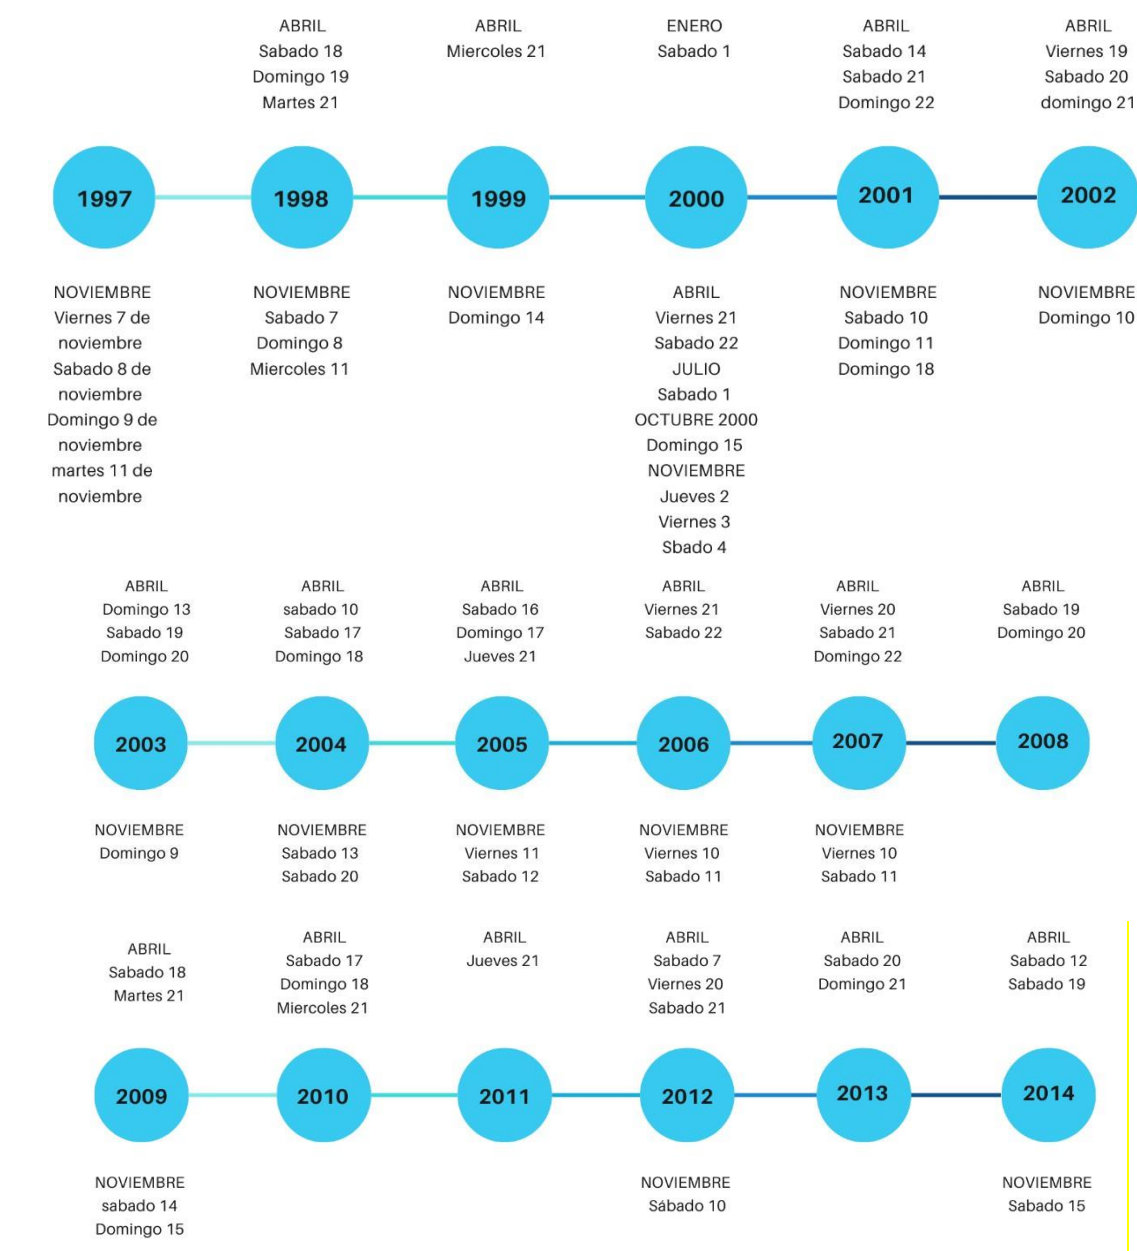 ABRIL
Sabado 18
Domingo 19
Martes 21
ABRIL
Miercoles 21
ENERO
Sabado 1
ABRIL
Sabado 14
Sabado 21
Domingo 22
ABRIL
Viernes 19
Sabado 20
domingo 21
1997
1998
1999
2000
2001
2002
NOVIEMBRE
Viernes 7 de
noviembre
Sabado 8 de
noviembre
Domingo 9 de
noviembre
martes 11 de
noviembre
NOVIEMBRE
Sabado 7
Domingo 8
Miercoles 11
NOVIEMBRE
Domingo 14
ABRIL
Viernes 21
Sabado 22
JULIO
Sabado 1
OCTUBRE 2000
Domingo 15
NOVIEMBRE
Jueves 2
Viernes 3
Sbado 4
NOVIEMBRE
Sabado 10
Domingo 11
Domingo 18
NOVIEMBRE
Domingo 10
ABRIL
Domingo 13
Sabado 19
Domingo 20
ABRIL
sabado 10
Sabado 17
Domingo 18
ABRIL
Sabado 16
Domingo 17
Jueves 21
ABRIL
Viernes 21
Sabado 22
ABRIL
Viernes 20
Sabado 21
Domingo 22
ABRIL
Sabado 19
Domingo 20
2003
2004
2005
2006
2007
2008
NOVIEMBRE
Domingo 9
NOVIEMBRE
Sabado 13
Sabado 20
NOVIEMBRE
Viernes 11
Sabado 12
NOVIEMBRE
Viernes 10
Sabado 11
NOVIEMBRE
Viernes 10
Sabado 11
ABRIL
Sabado 18
Martes 21
ABRIL
Sabado 17
Domingo 18
Miercoles 21
ABRIL
Jueves 21
ABRIL
Sabado 7
Viernes 20
Sabado 21
ABRIL
Sabado 20
Domingo 21
ABRIL
Sabado 12
Sabado 19
2009
2010
2011
2012
2013
2014
NOVIEMBRE
sabado 14
Domingo 15
NOVIEMBRE
Sábado 10
NOVIEMBRE
Sabado 15